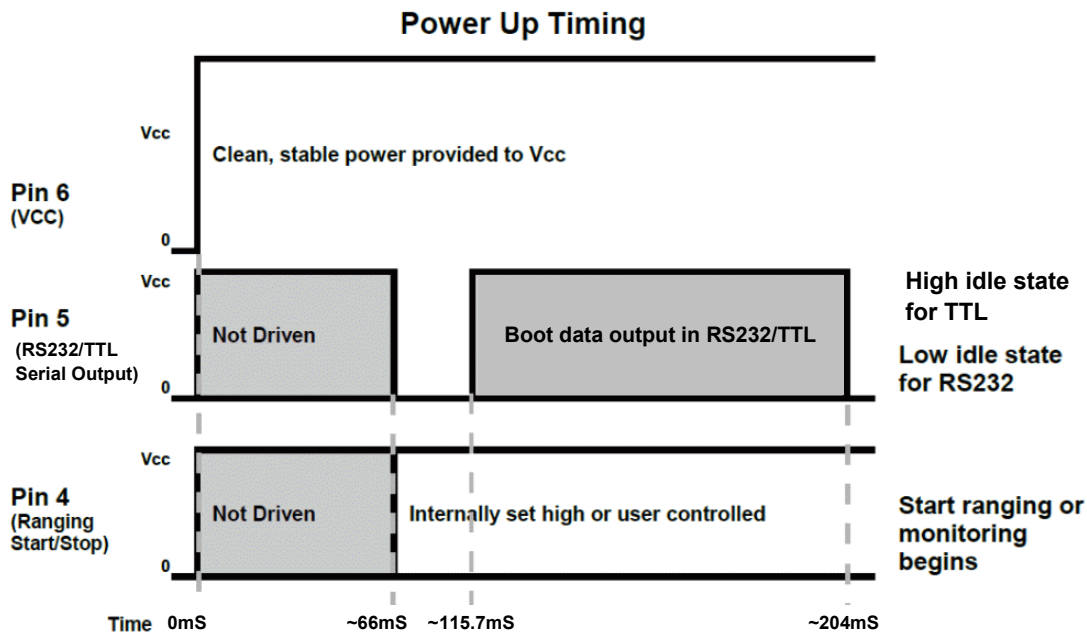 Power Up Timing
Vcc
Clean, stable power provided to Vcc
Pin 6
(VCC)
0
Vcc
Pin 5
(RS232/TTL
Serial Output)
0
Not Driven
Boot data output in RS232/TTL
High idle state
for TTL
Low idle state
for RS232
Vcc
Pin 4
(Ranging
Start/Stop)
0
Not Driven
Internally set high or user controlled
Start ranging or
monitoring
begins
Time 0mS ~66mS ~115.7mS ~204mS